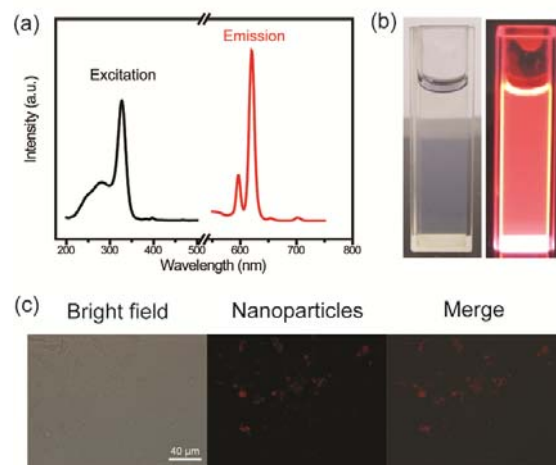 (a)
Emission
Excitation
Intensity (a.u.)
200 300 400 500 600 700 800
Wavelength (nm)
(b)
(c)
Bright field Nanoparticles Merge
40 μm